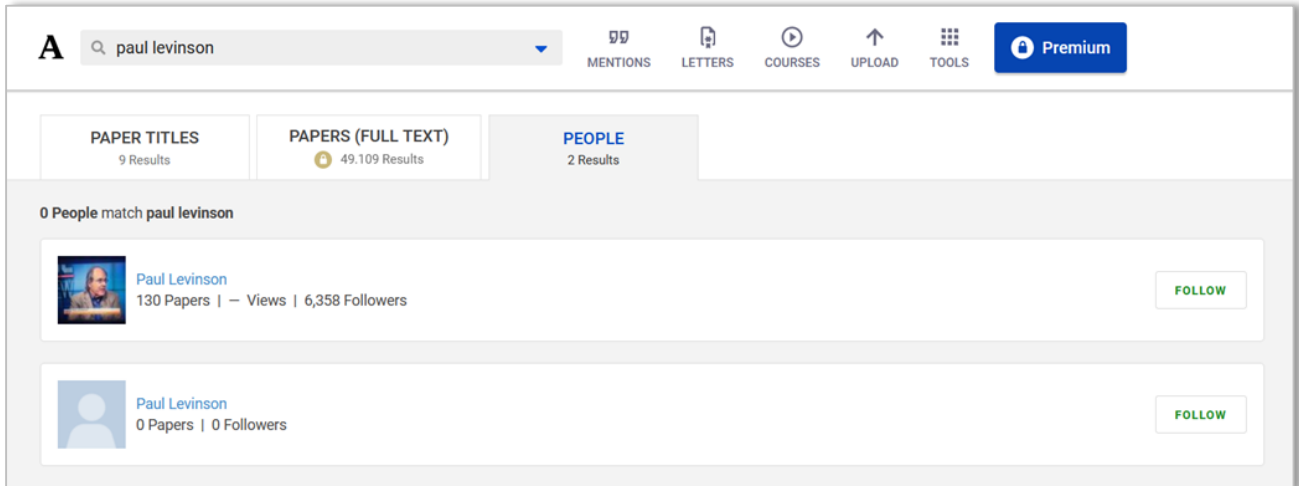 A paul levinson MENTIONS LETTERS COURSES UPLOAD TOOLS Premium
PAPER TITLES
9 Results
PAPERS (FULL TEXT)
49.109 Results
PEOPLE
2 Results
0 People match paul levinson
Paul Levinson
130 Papers | — Views | 6,358 Followers
FOLLOW
Paul Levinson
0 Papers | 0 Followers
FOLLOW